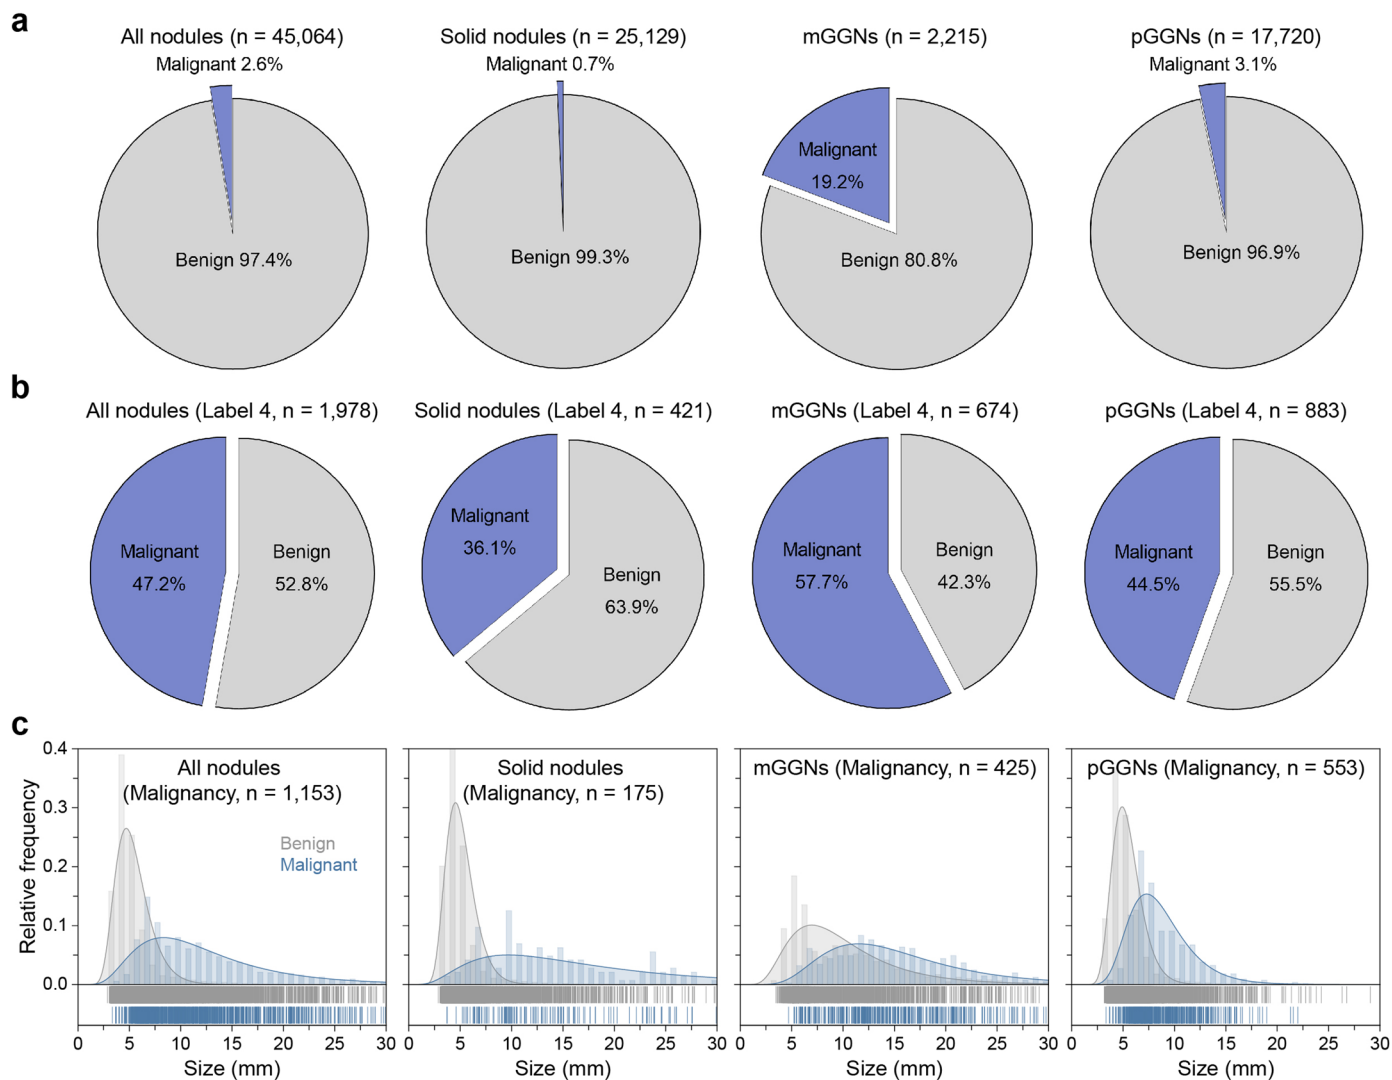 a
All nodules (n = 45,064)
Malignant 2.6%
Benign 97.4%
Solid nodules (n = 25,129)
Malignant 0.7%
Benign 99.3%
mGGNs (n = 2,215)
Malignant
19.2%
Benign 80.8%
pGGNs (n = 17,720)
Malignant 3.1%
Benign 96.9%
b
All nodules (Label 4, n = 1,978)
Malignant
47.2%
Benign
52.8%
Solid nodules (Label 4, n = 421)
Malignant
36.1%
Benign
63.9%
mGGNs (Label 4, n = 674)
Malignant
57.7%
Benign
42.3%
pGGNs (Label 4, n = 883)
Malignant
44.5%
Benign
55.5%
c
Relative frequency
0.4
0.3
0.2
0.1
0.0
All nodules
(Malignancy, n = 1,153)
Benign
Malignant
0 5 10 15 20 25 30
Size (mm)
Solid nodules
(Malignancy, n = 175)
0 5 10 15 20 25 30
Size (mm)
mGGNs (Malignancy, n = 425)
0 5 10 15 20 25 30
Size (mm)
pGGNs (Malignancy, n = 553)
0 5 10 15 20 25 30
Size (mm)